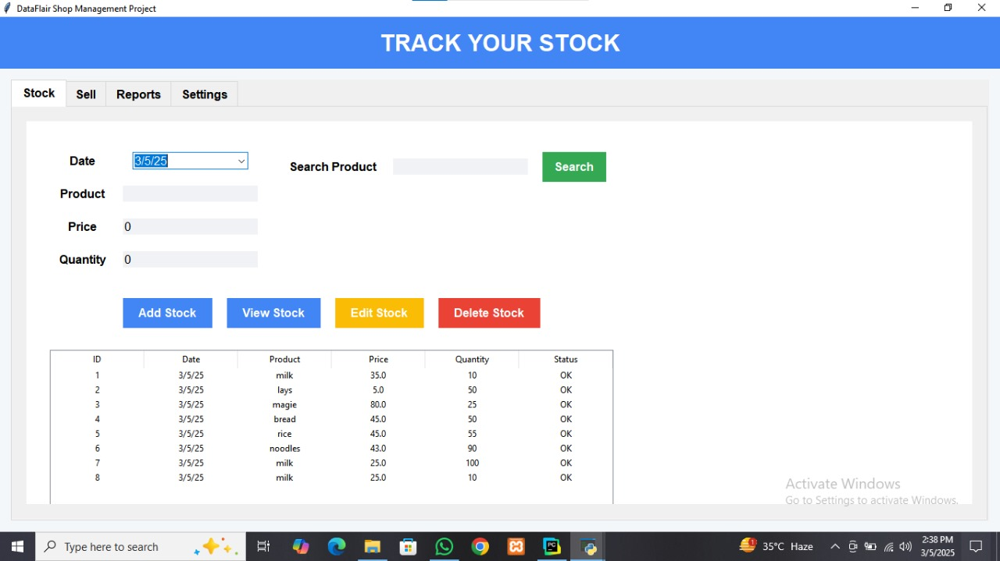 DataFlair Shop Management Project
TRACK YOUR STOCK
Stock Sell Reports Settings
Date 3/5/25 Search Product Search
Product
Price 0
Quantity 0
Add Stock View Stock Edit Stock Delete Stock
ID Date Product Price Quantity Status
1 3/5/25 milk 35.0 10 OK
2 3/5/25 lays 5.0 50 OK
3 3/5/25 magie 80.0 25 OK
4 3/5/25 bread 45.0 50 OK
5 3/5/25 rice 45.0 55 OK
6 3/5/25 noodles 43.0 90 OK
7 3/5/25 milk 25.0 100 OK
8 3/5/25 milk 25.0 10 OK
Activate Windows
Go to Settings to activate Windows.
Type here to search PC 1 35°C Haze 2:38 PM
3/5/2025